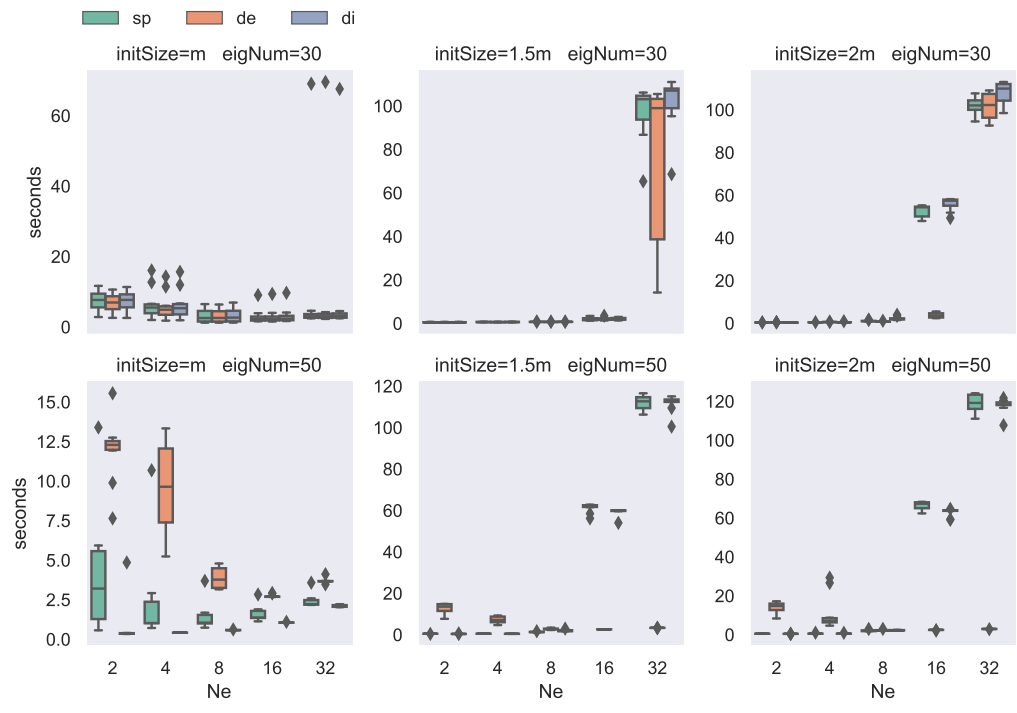 sp de di
initSize=m eigNum=30
initSize=1.5m eigNum=30
initSize=2m eigNum=30
seconds
60
40
20
0
100
80
60
40
20
0
100
80
60
40
20
0
initSize=m eigNum=50
initSize=1.5m eigNum=50
initSize=2m eigNum=50
seconds
15.0
12.5
10.0
7.5
5.0
2.5
0.0
120
100
80
60
40
20
0
120
100
80
60
40
20
0
2 4 8 16 32
2 4 8 16 32
2 4 8 16 32
Ne
Ne
Ne